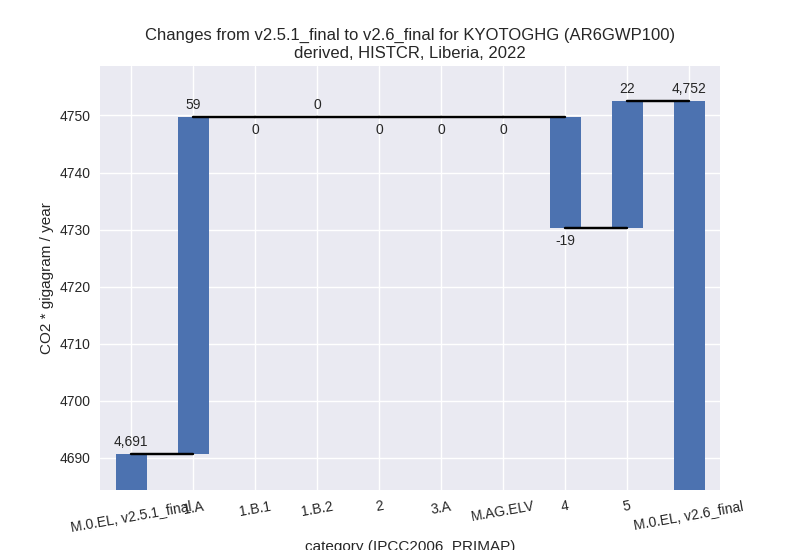 Changes from v2.5.1_final to v2.6_final for KYOTOGHG (AR6GWP100)
derived, HISTCR, Liberia, 2022
CO2 * gigagram / year
4750
4740
4730
4720
4710
4700
4690
4,691
59
0
0
0
0
0
-19
22
4,752
M.0.EL, v2.5.1_final
1.A
1.B.1
1.B.2
2
3.A
M.AG.ELV
4
5
M.0.EL, v2.6_final
category (IPCC2006_PRIMAP)